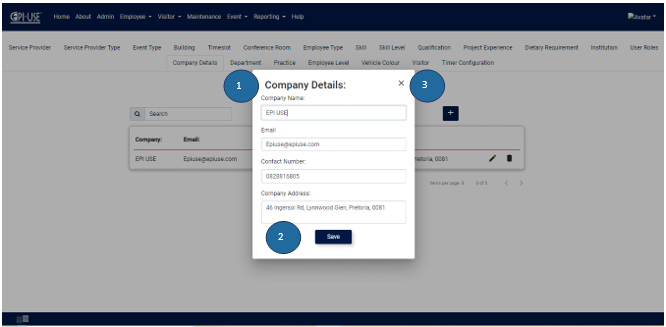 EPI-USE Home About Admin Employee Visitor Maintenance Event Reporting Help Avatar
Service Provider Service Provider Type Event Type Building Timeslot Conference Room Employee Type Skill Skill Level Qualification Project Experience Dietary Requirement Institution User Roles
Company Details Department Practice Employee Level Vehicle Colour Visitor Timer Configuration
1 Company Details: × 3
Company Name:
Search EPI USE +
Email
Company: Email: Epiuse@epiuse.com
Contact Number:
EPI USE Epiuse@epiuse.com retoria, 0081
0828816805
Items per page: 5 of 5 < >
Company Address:
46 Ingersol Rd, Lynnwood Glen, Pretoria, 0081
2 Save